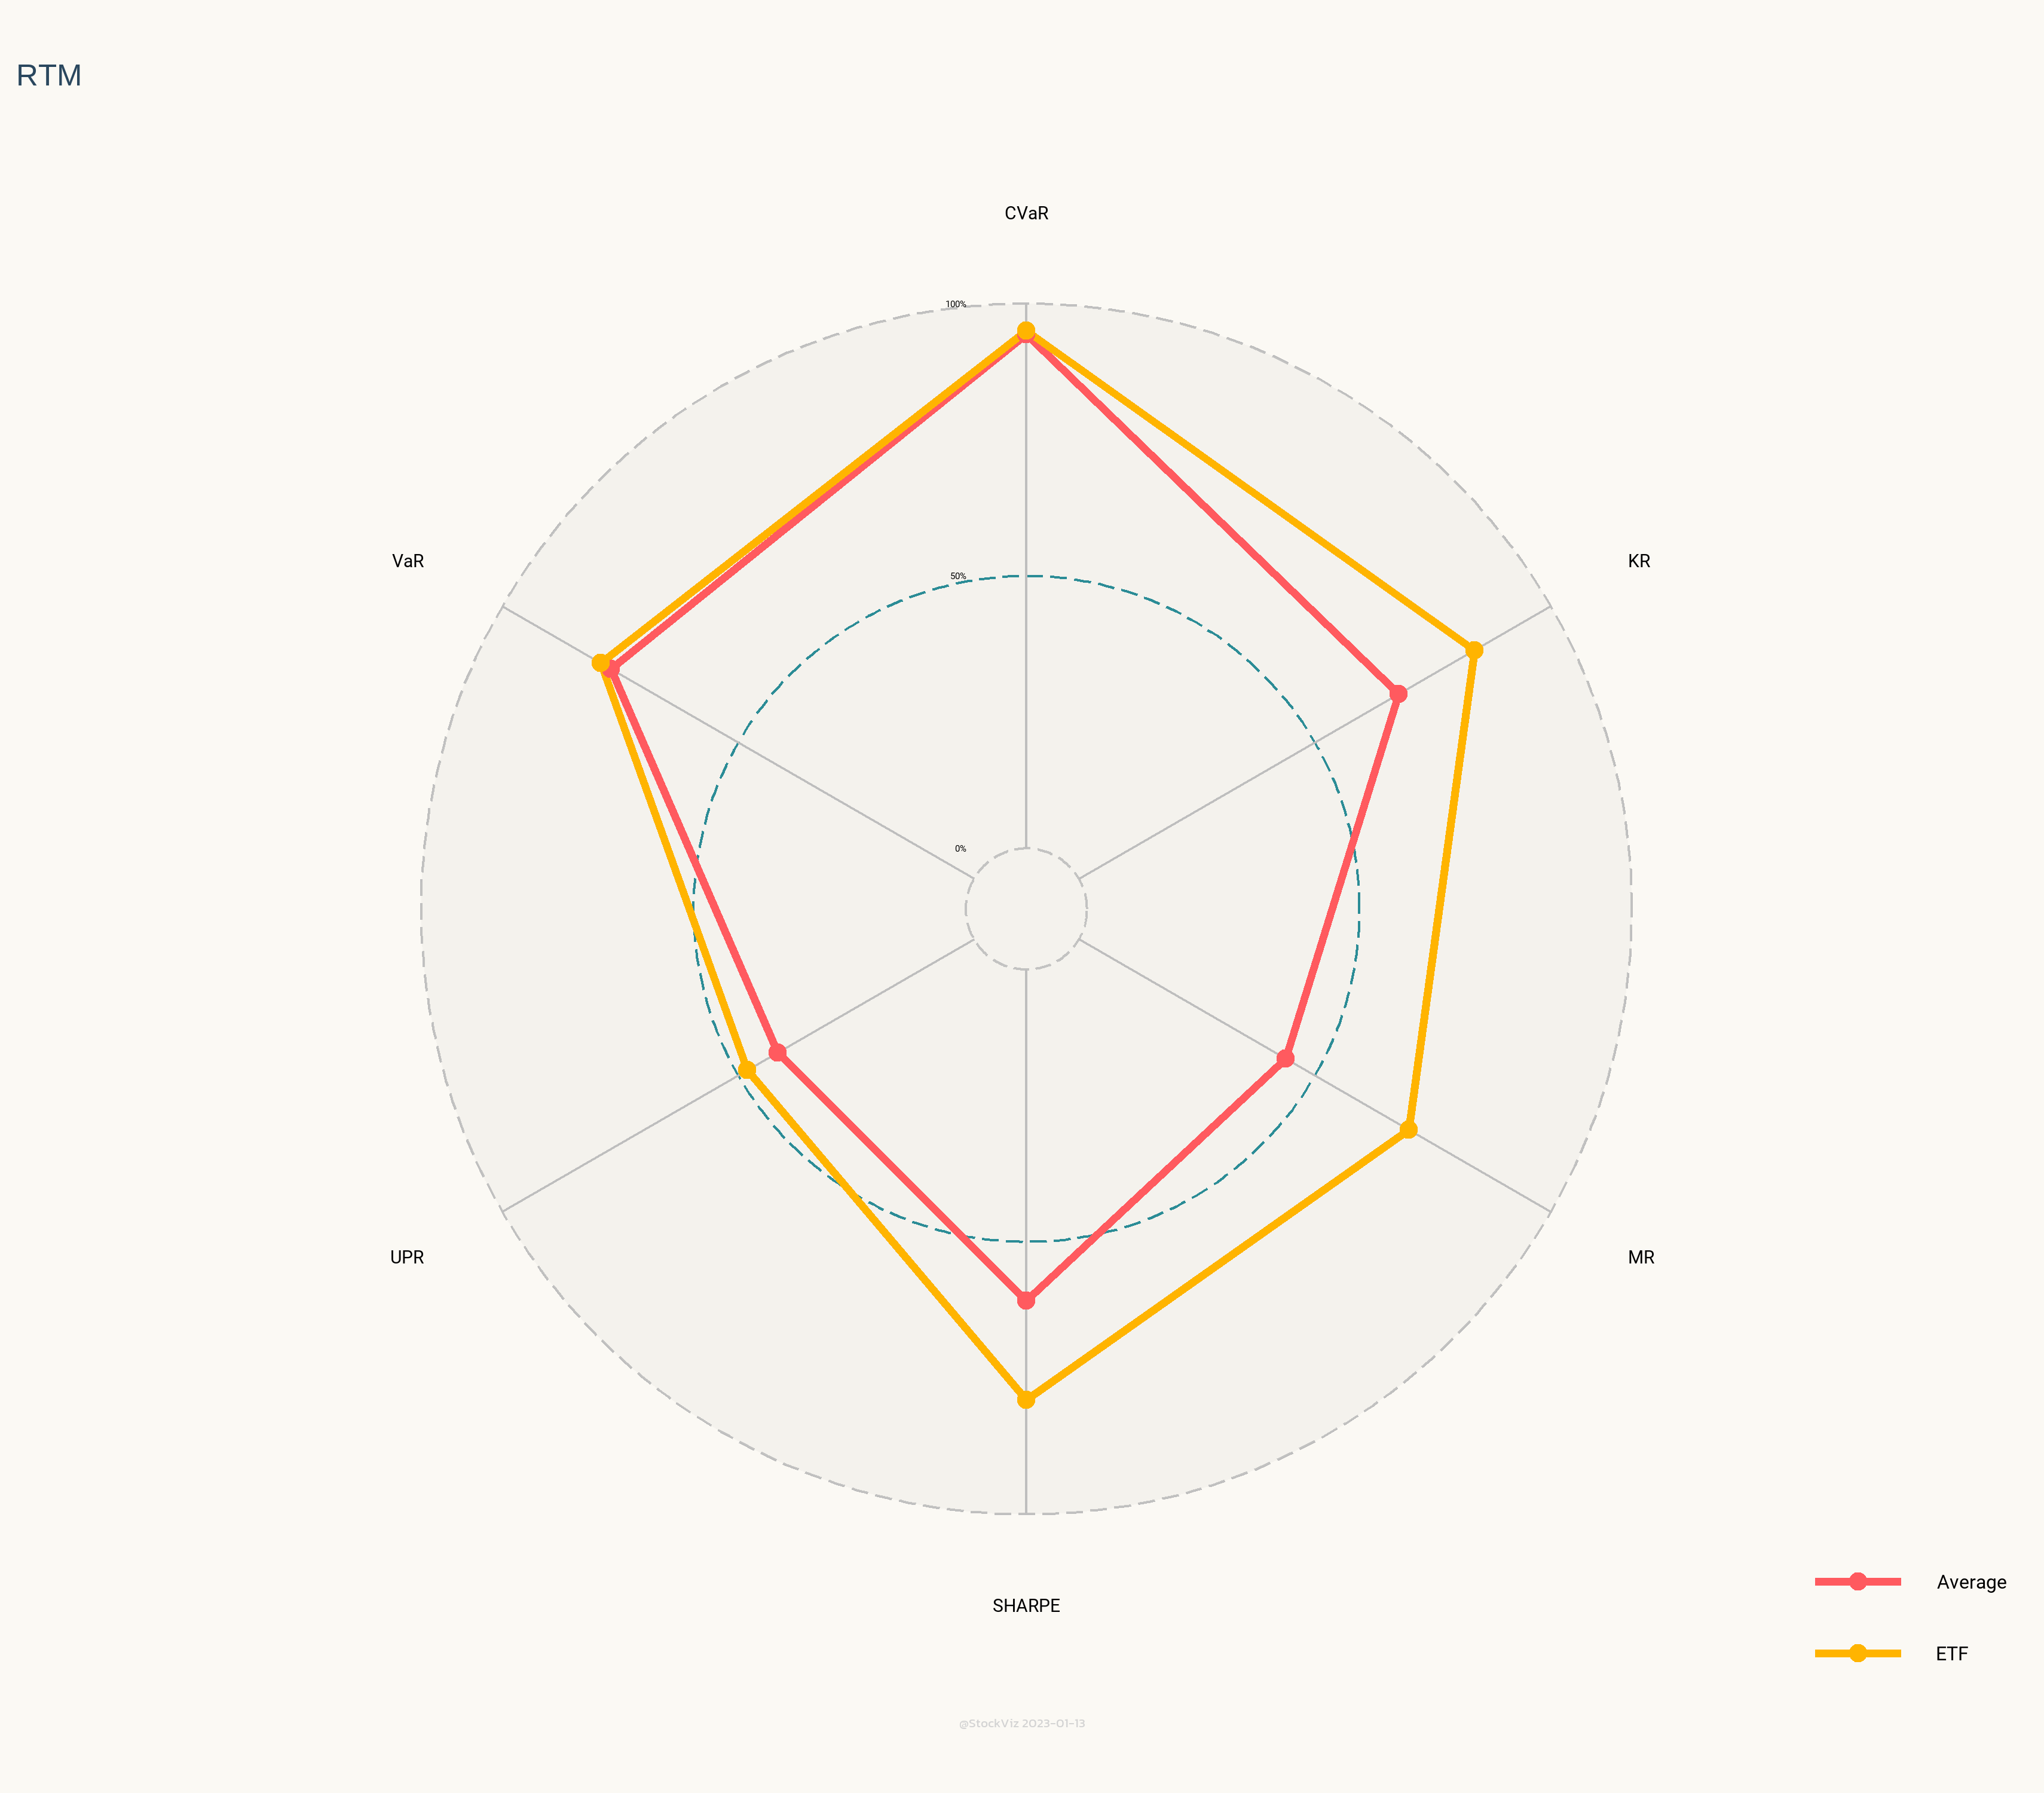 RTM
CVaR
100%
KR
VaR
50%
0%
UPR
MR
SHARPE
Average
ETF
@StockViz 2023-01-13